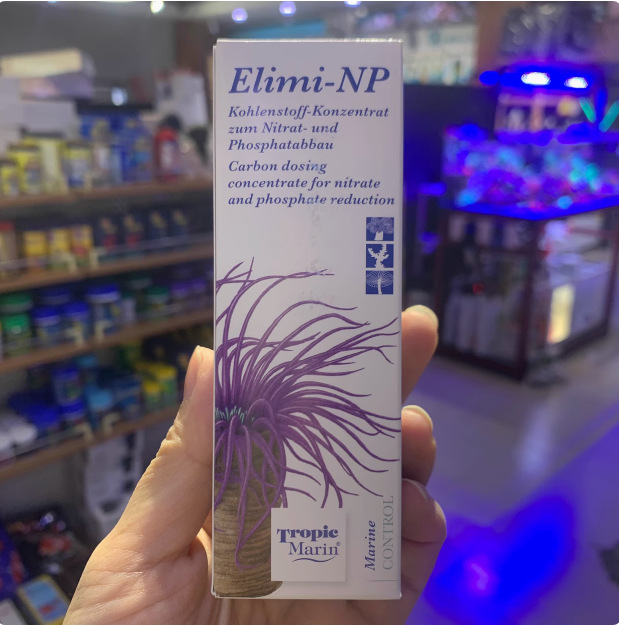 Elimi-NP
Kohlenstoff-Konzentrat
zum Nitrat- und
Phosphatabbau
Carbon dosing
concentrate for nitrate
and phosphate reduction
Tropic
Marin®
Marine
CONTROL